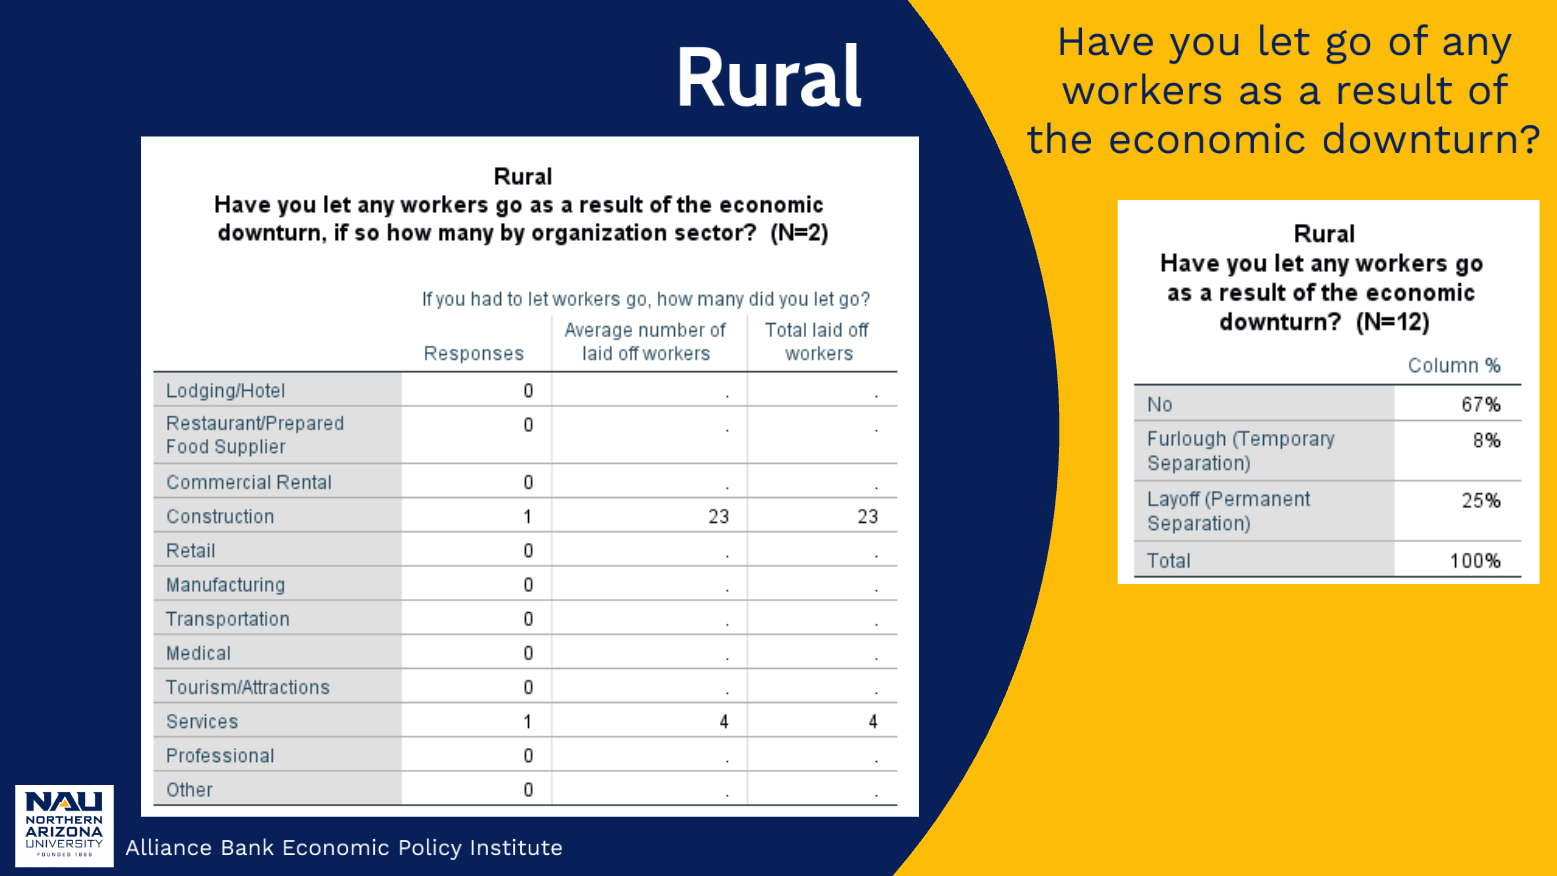 Rural
Have you let go of any
workers as a result of
the economic downturn?
Rural
Have you let any workers go as a result of the economic
downturn, if so how many by organization sector? (N=2)
If you had to let workers go, how many did you let go?
Responses
Average number of
laid off workers
Total laid off
workers
Lodging/Hotel 0 . .
Restaurant/Prepared
Food Supplier
0 . .
Commercial Rental 0 . .
Construction 1 23 23
Retail 0 . .
Manufacturing 0 . .
Transportation 0 . .
Medical 0 . .
Tourism/Attractions 0 . .
Services 1 4 4
Professional 0 . .
Other 0 . .
Rural
Have you let any workers go
as a result of the economic
downturn? (N=12)
Column %
No 67%
Furlough (Temporary
Separation)
8%
Layoff (Permanent
Separation)
25%
Total 100%
NAU
NORTHERN
ARIZONA
UNIVERSITY
FOUNDED 1899
Alliance Bank Economic Policy Institute